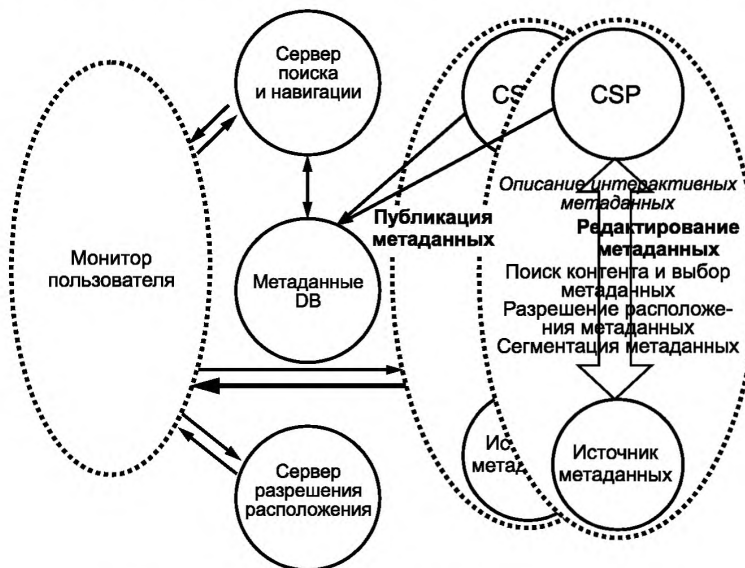 Сервер
поиска
и навигации
CS
CSP
Описание интерактивных
метаданных
Публикация
метаданных
Редактирование
метаданных
Монитор
пользователя
Метаданные
DB
Поиск контента и выбор
метаданных
Разрешение расположе-
ния метаданных
Сегментация метаданных
Сервер
разрешения
расположения
Ис
метад
Источник
метаданных